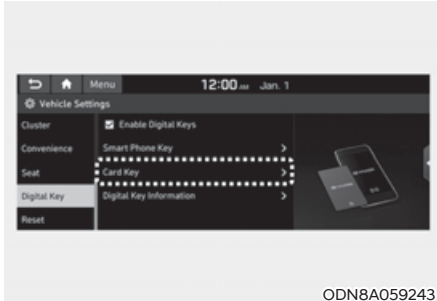 Menu 12:00 AM Jan. 1
Vehicle Settings
Cluster
Enable Digital Keys
Convenience
Smart Phone Key
Seat
Card Key
Digital Key
Digital Key Information
Reset
ODN8A059243